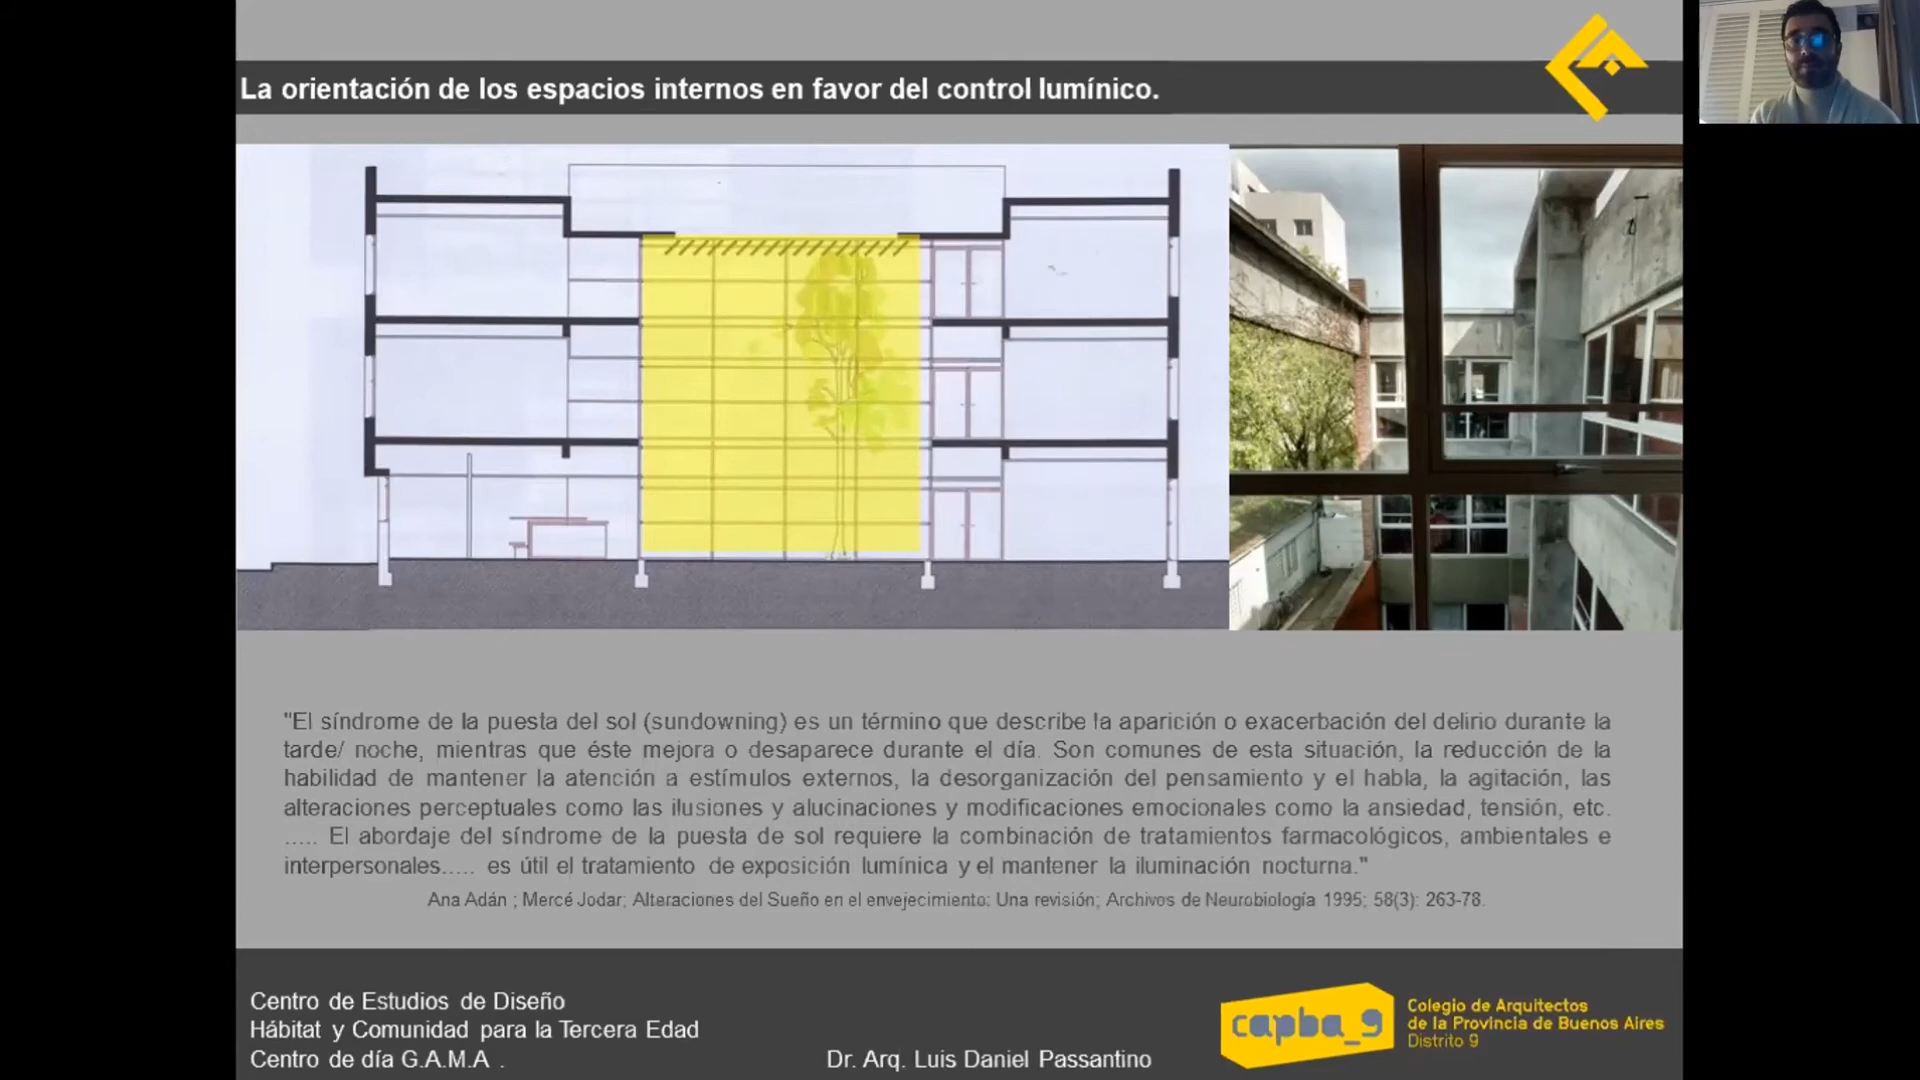 La orientación de los espacios internos en favor del control lumínico.
"El síndrome de la puesta del sol (sundowning) es un término que describe la aparición o exacerbación del delirio durante la
tarde/ noche, mientras que éste mejora o desaparece durante el día. Son comunes de esta situación, la reducción de la
habilidad de mantener la atención a estímulos externos, la desorganización del pensamiento y el habla, la agitación, las
alteraciones perceptuales como las ilusiones y alucinaciones y modificaciones emocionales como la ansiedad, tensión, etc.
..... El abordaje del síndrome de la puesta de sol requiere la combinación de tratamientos farmacológicos, ambientales e
interpersonales..... es útil el tratamiento de exposición lumínica y el mantener la iluminación nocturna."
Ana Adán ; Mercé Jodar; Alteraciones del Sueño en el envejecimiento; Una revisión; Archivos de Neurobiología 1995; 58(3): 263-78.
Centro de Estudios de Diseño
Hábitat y Comunidad para la Tercera Edad
Centro de día G.A.M.A .
Dr. Arq. Luis Daniel Passantino
capba_9
Colegio de Arquitectos
de la Provincia de Buenos Aires
Distrito 9